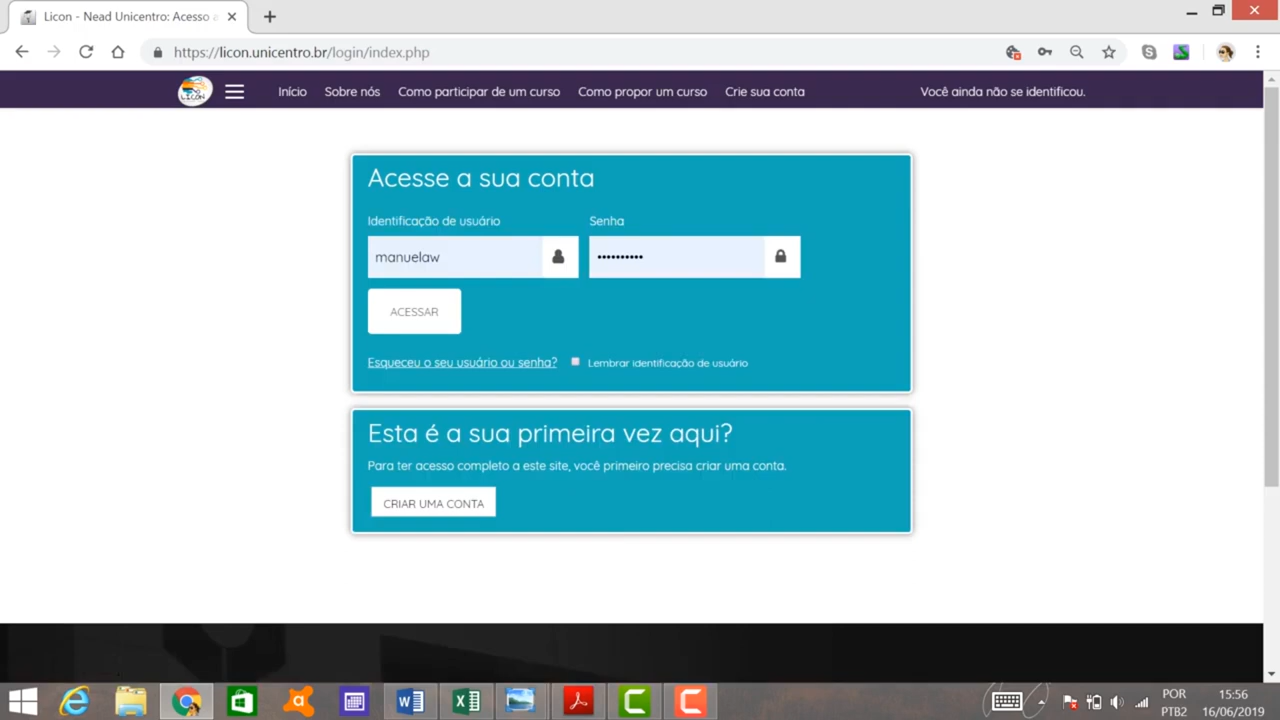 Licon - Nead Unicentro: Acesso a
https://licon.unicentro.br/login/index.php
LICON
Início Sobre nós Como participar de um curso Como propor um curso Crie sua conta Você ainda não se identificou.
Acesse a sua conta
Identificação de usuário Senha
manuelaw ••••••••••
ACESSAR
Esqueceu o seu usuário ou senha? Lembrar identificação de usuário
Esta é a sua primeira vez aqui?
Para ter acesso completo a este site, você primeiro precisa criar uma conta.
CRIAR UMA CONTA
POR 15:56
PTB2 16/06/2019